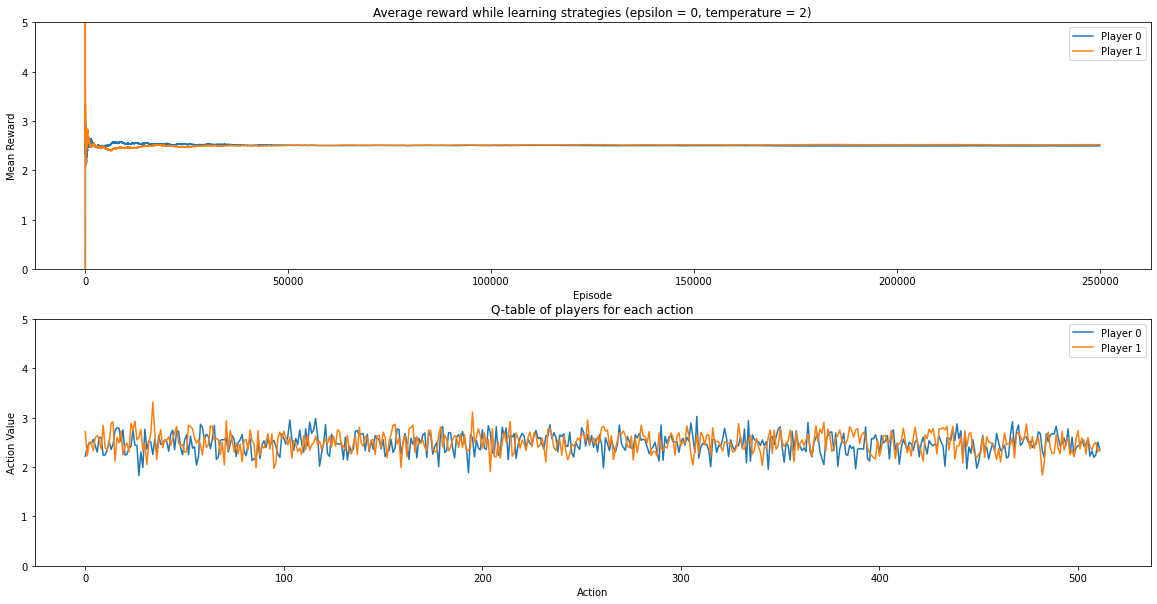 Average reward while learning strategies (epsilon = 0, temperature = 2)
5
4
3
2
1
0
Mean Reward
Player 0
Player 1
0
50000
100000
150000
200000
250000
Episode
Q-table of players for each action
5
4
3
2
1
0
Action Value
Player 0
Player 1
0
100
200
300
400
500
Action